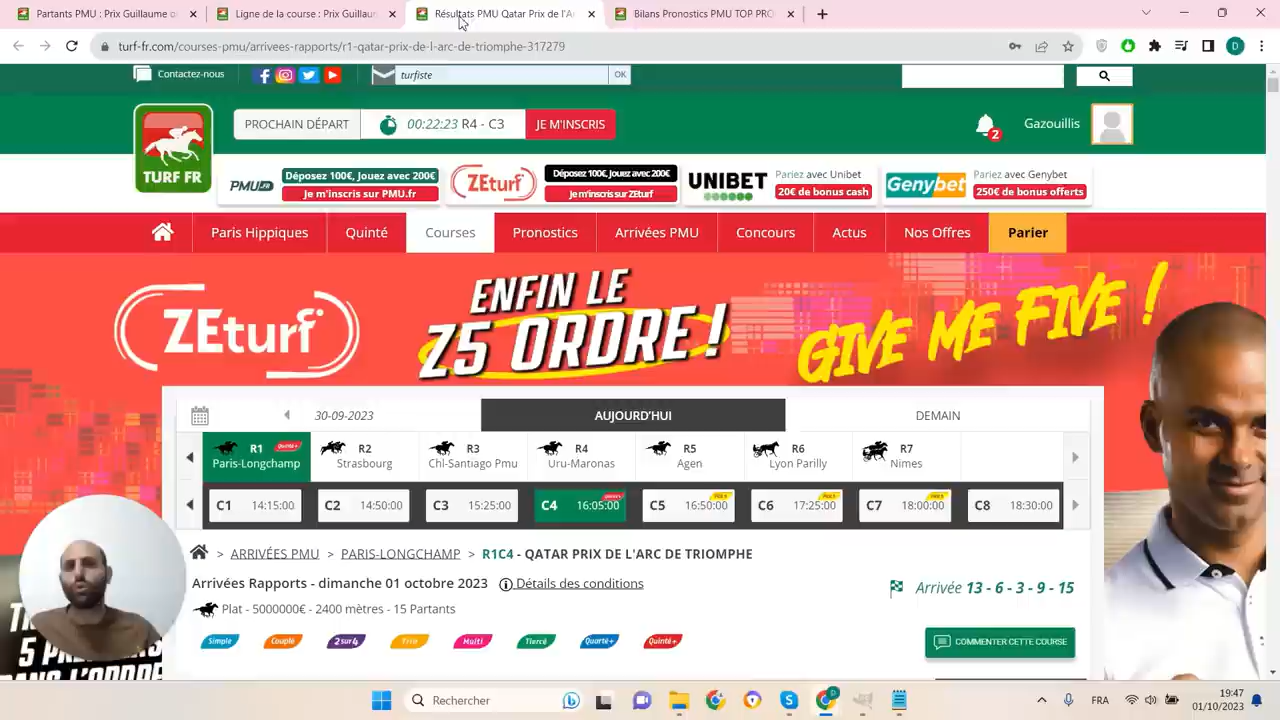 Partants PMU : Prix Guillaume o
Ligne de la course : Prix Guillaum
Résultats PMU Qatar Prix de l'Ar
Bilans Pronostics PMU TOP PRO
turf-fr.com/courses-pmu/arrivees-rapports/r1-qatar-prix-de-l-arc-de-triomphe-317279
D
Contactez-nous
turfiste
OK
TURF FR
PROCHAIN DÉPART
00:22:23 R4 - C3
JE M'INSCRIS
2
Gazouillis
PMU
Déposez 100€, Jouez avec 200€
Je m'inscris sur PMU.fr
ZEturf
Déposez 100€, Jouez avec 200€
Je m'inscris sur ZEturf
UNIBET
Pariez avec Unibet
20€ de bonus cash
Genybet
Pariez avec Genybet
250€ de bonus offerts
Paris Hippiques
Quinté
Courses
Pronostics
Arrivées PMU
Concours
Actus
Nos Offres
Parier
ZEturf
ENFIN LE
Z5 ORDRE !
GIVE ME FIVE !
30-09-2023
AUJOURD'HUI
DEMAIN
R1 Quinté+
Paris-Longchamp
R2
Strasbourg
R3
Chl-Santiago Pmu
R4
Uru-Maronas
R5
Agen
R6
Lyon Parilly
R7
Nimes
C1 14:15:00
C2 14:50:00
C3 15:25:00
C4 16:05:00
C5 16:50:00
C6 17:25:00
C7 18:00:00
C8 18:30:00
> ARRIVÉES PMU > PARIS-LONGCHAMP > R1C4 - QATAR PRIX DE L'ARC DE TRIOMPHE
Arrivées Rapports - dimanche 01 octobre 2023
Détails des conditions
Arrivée 13 - 6 - 3 - 9 - 15
Plat - 5000000€ - 2400 mètres - 15 Partants
Simple
Couplé
2sur4
Trio
Multi
Tiercé
Quarté+
Quinté+
COMMENTER CETTE COURSE
Rechercher
D
FRA
19:47
01/10/2023